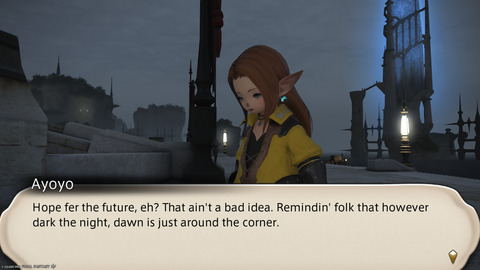 Ayoyo
Hope fer the future, eh? That ain't a bad idea. Remindin' folk that however
dark the night, dawn is just around the corner.